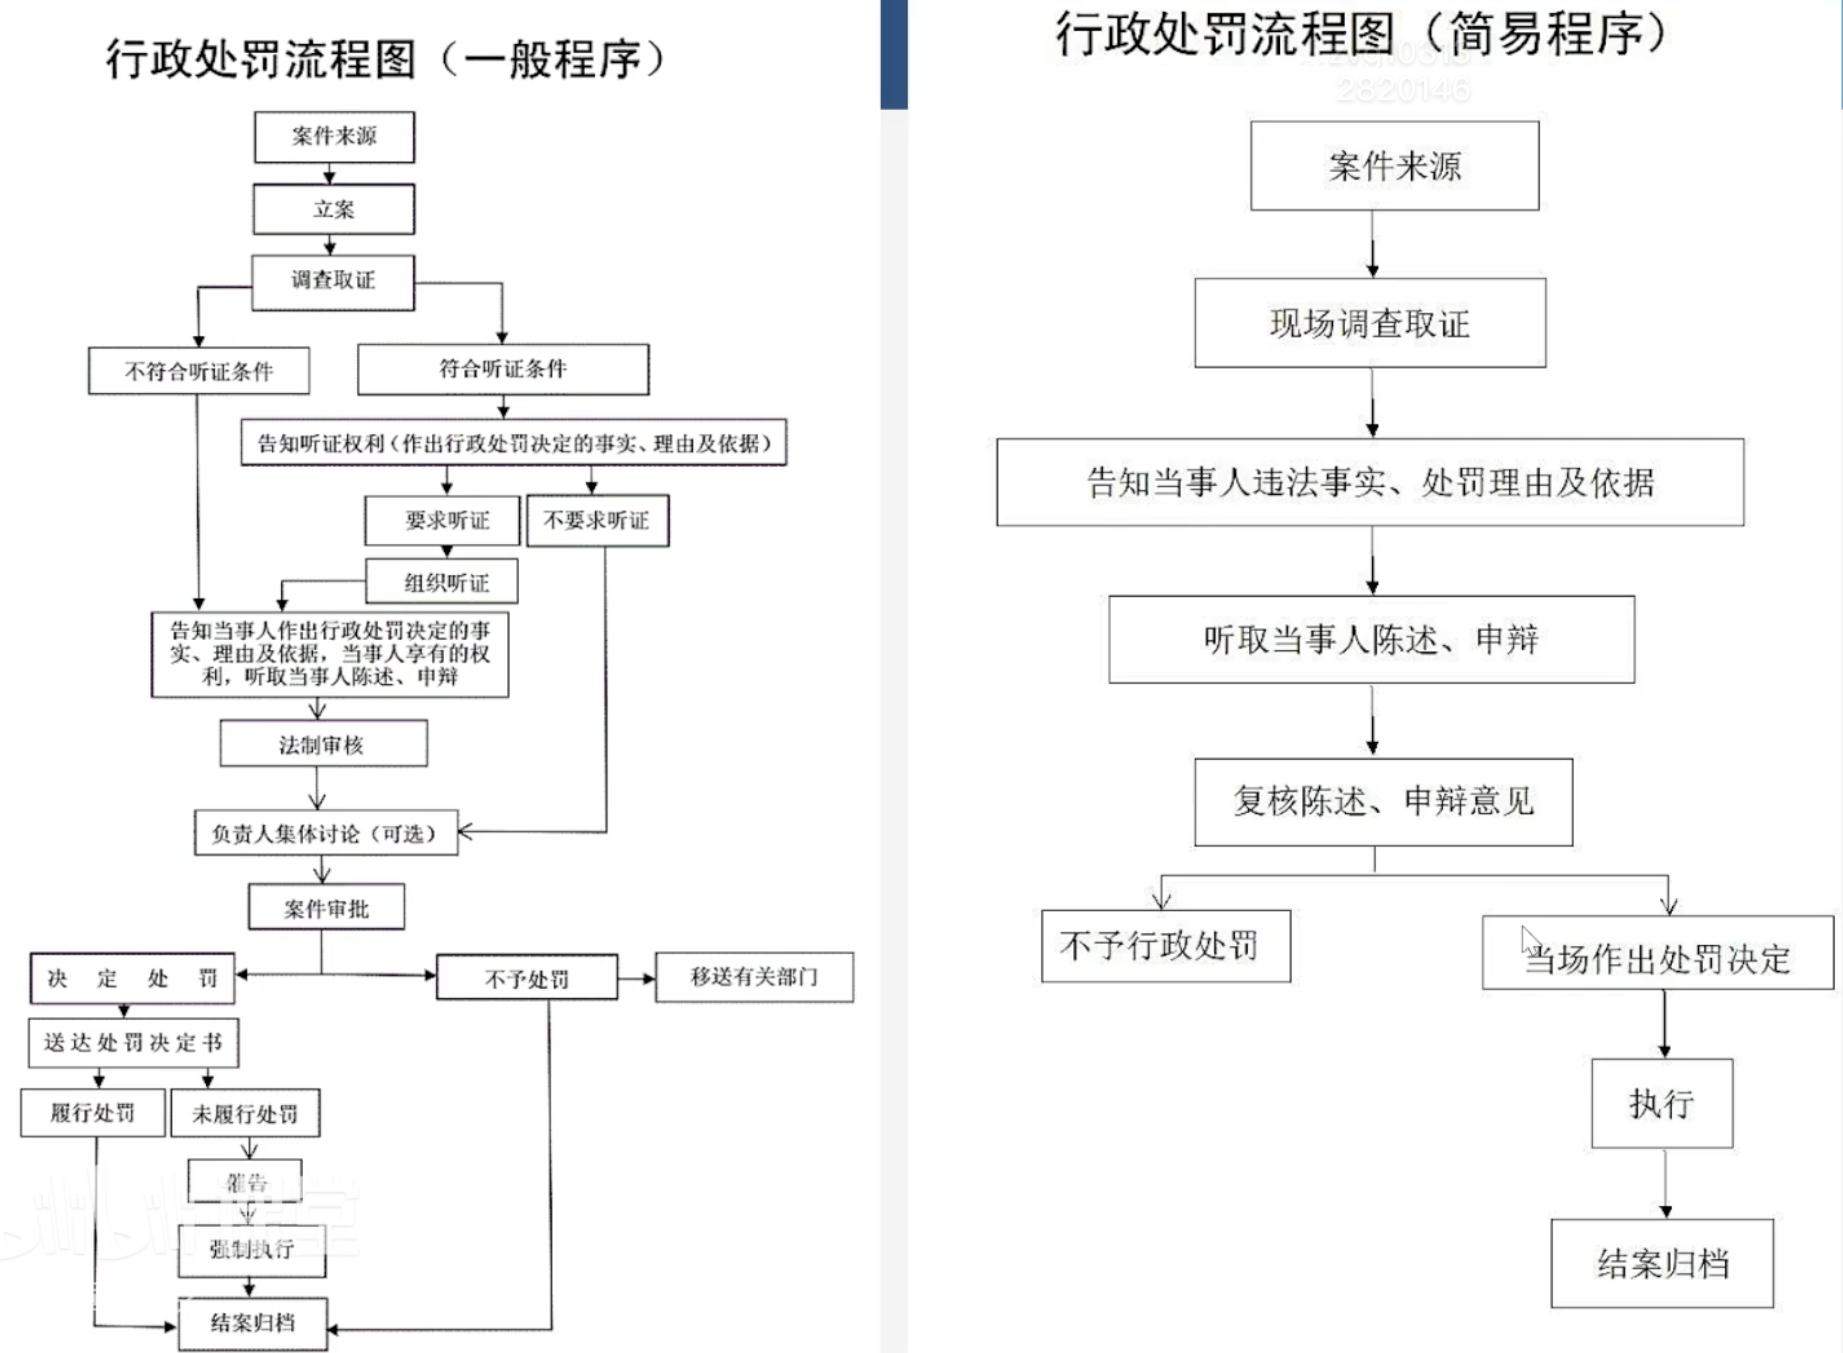 行政处罚流程图（一般程序）
案件来源
立案
调查取证
不符合听证条件
符合听证条件
告知听证权利（作出行政处罚决定的事实、理由及依据）
要求听证
不要求听证
组织听证
告知当事人作出行政处罚决定的事
实、理由及依据，当事人享有的权
利，听取当事人陈述、申辩
法制审核
负责人集体讨论（可选）
案件审批
决定处罚
不予处罚
移送有关部门
送达处罚决定书
履行处罚
未履行处罚
催告
强制执行
结案归档
行政处罚流程图（简易程序）
2820146
案件来源
现场调查取证
告知当事人违法事实、处罚理由及依据
听取当事人陈述、申辩
复核陈述、申辩意见
不予行政处罚
当场作出处罚决定
执行
结案归档